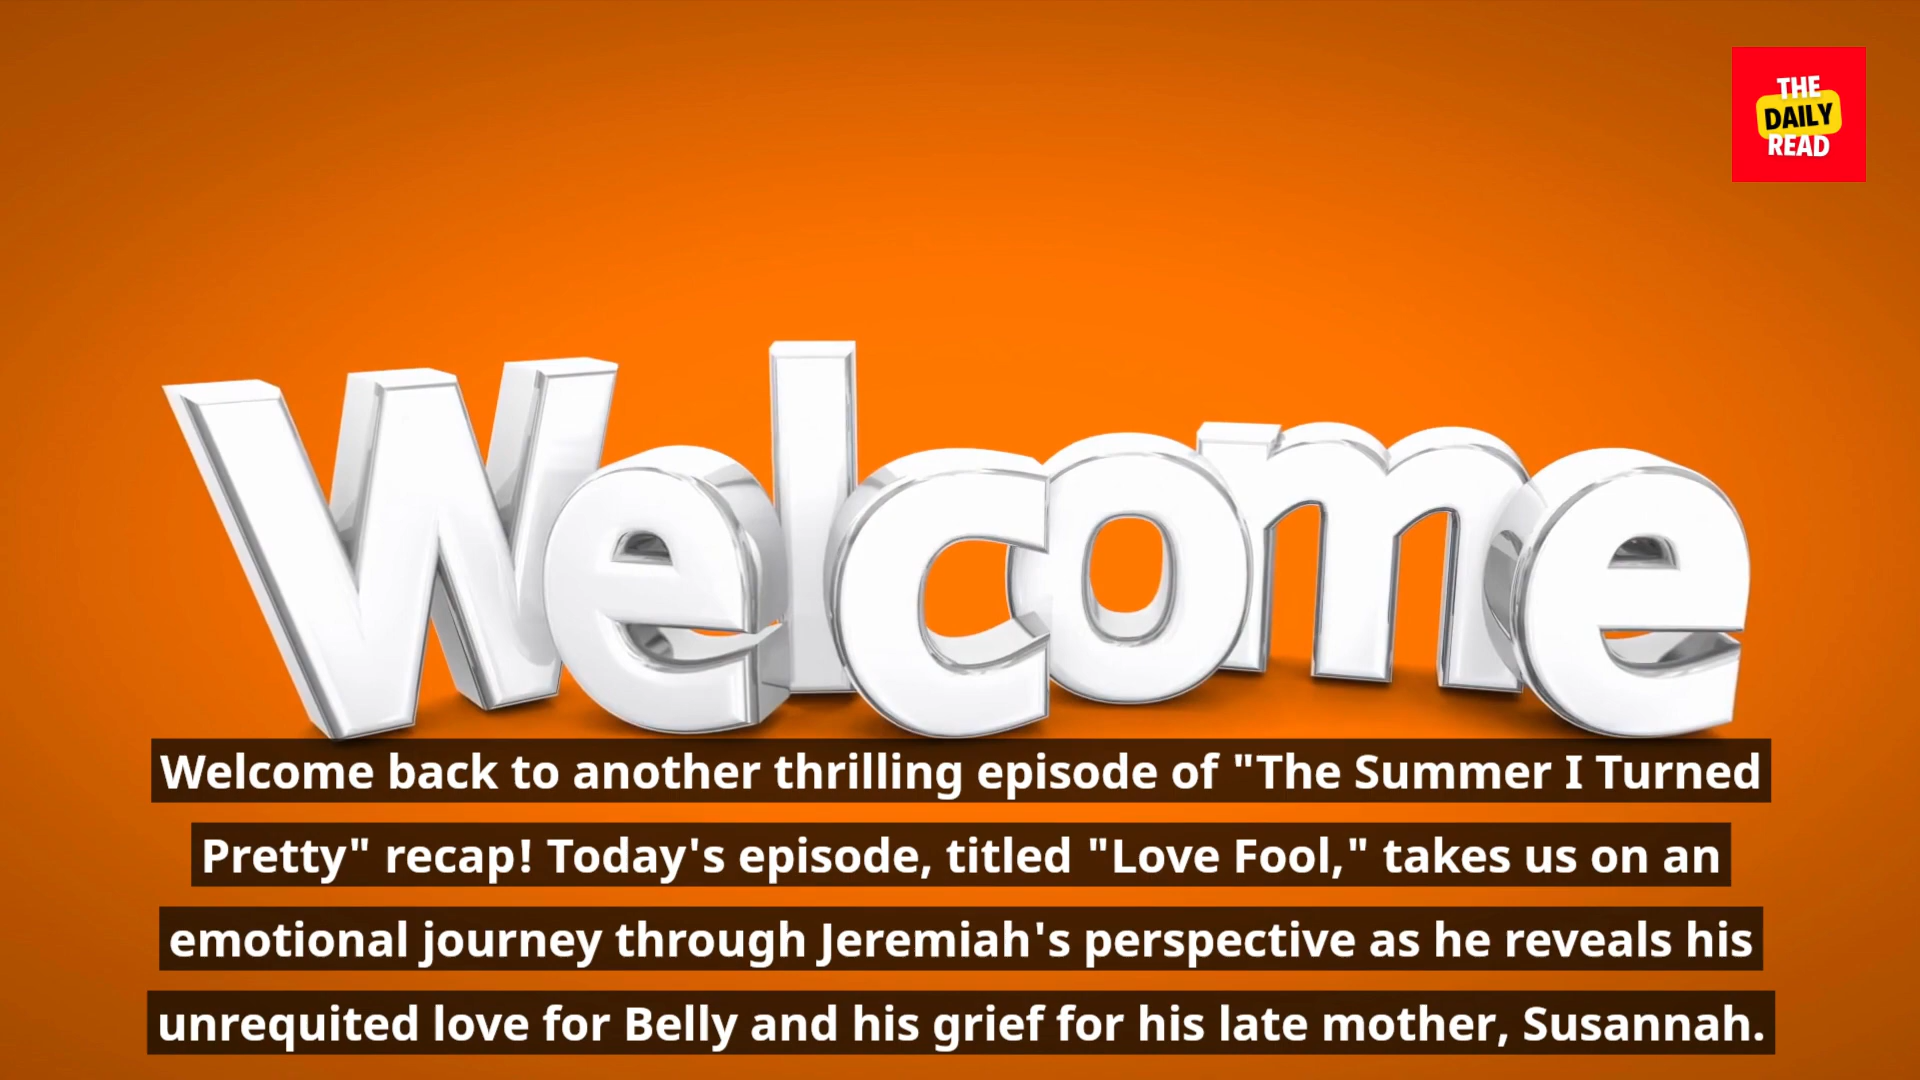 THE
DAILY
READ
Welcome
Welcome back to another thrilling episode of "The Summer I Turned
Pretty" recap! Today's episode, titled "Love Fool," takes us on an
emotional journey through Jeremiah's perspective as he reveals his
unrequited love for Belly and his grief for his late mother, Susannah.